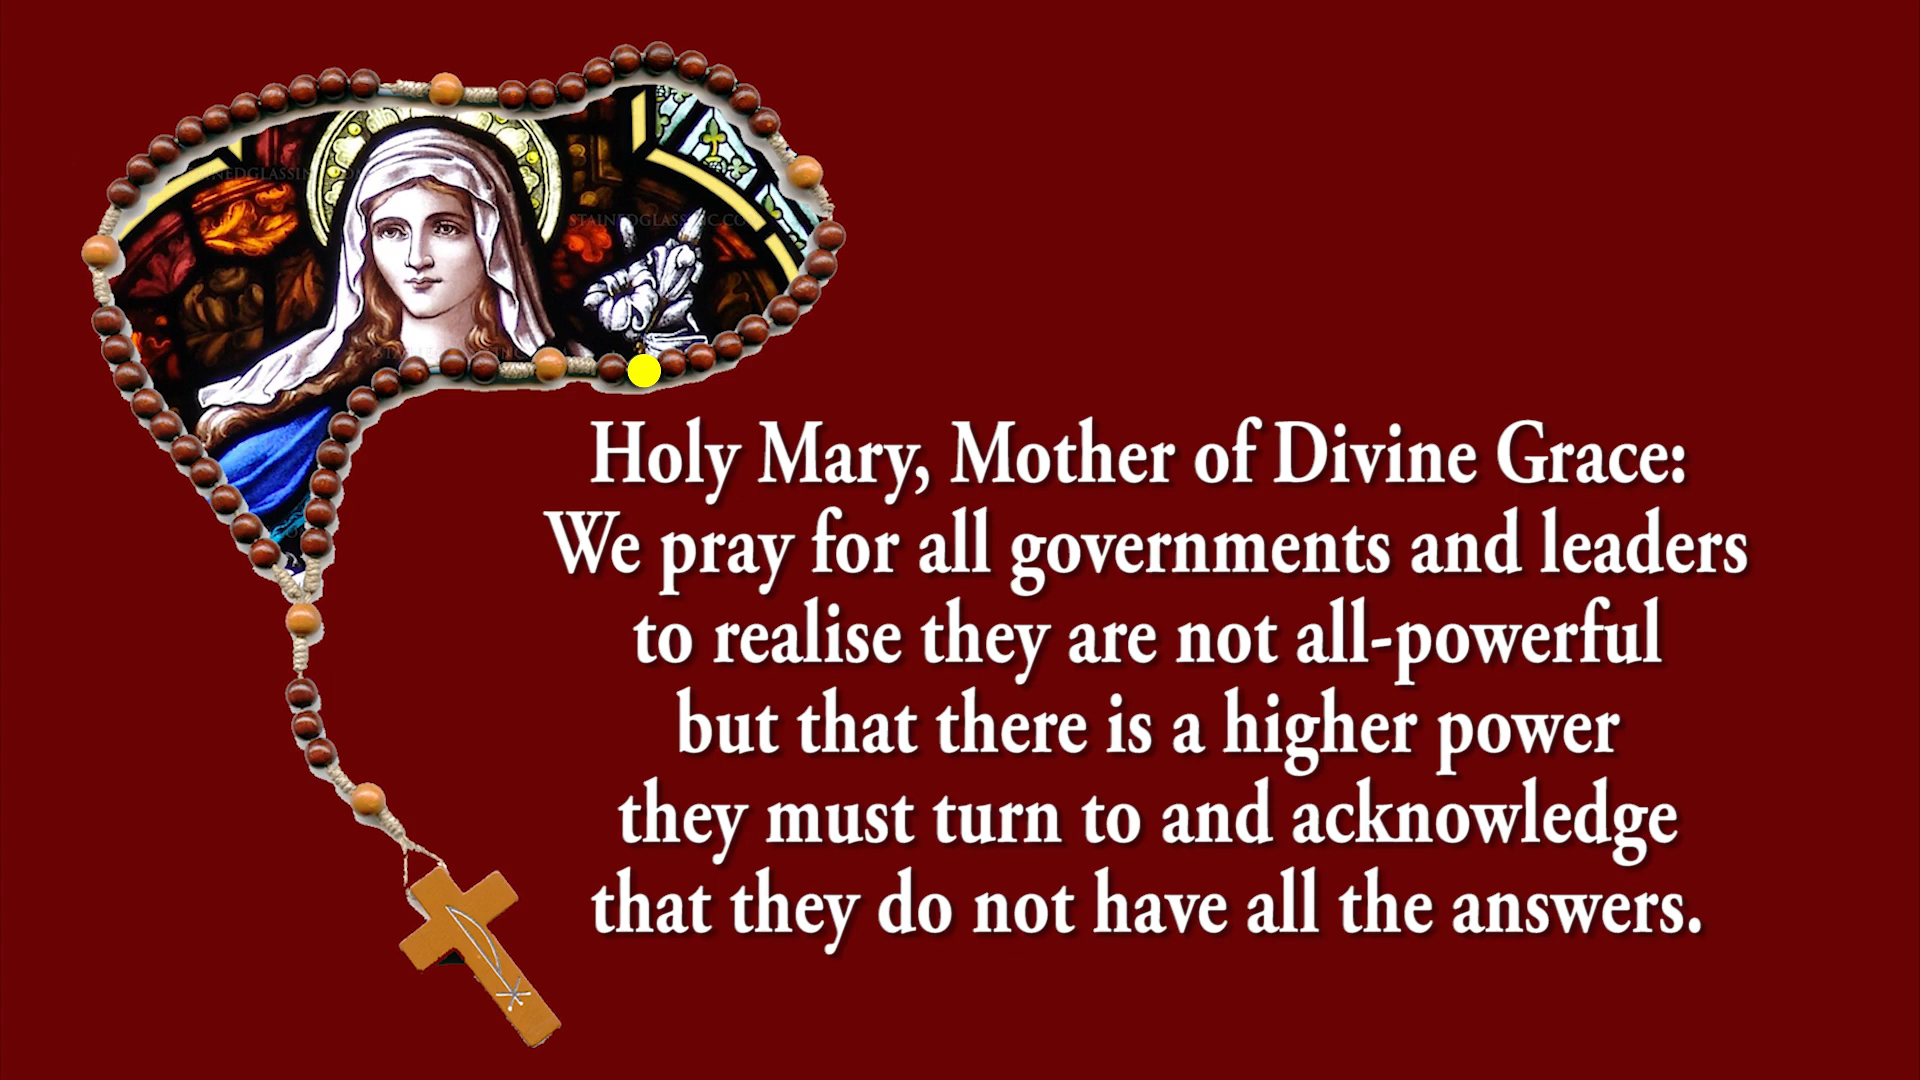 Holy Mary, Mother of Divine Grace:
We pray for all governments and leaders
to realise they are not all-powerful
but that there is a higher power
they must turn to and acknowledge
that they do not have all the answers.